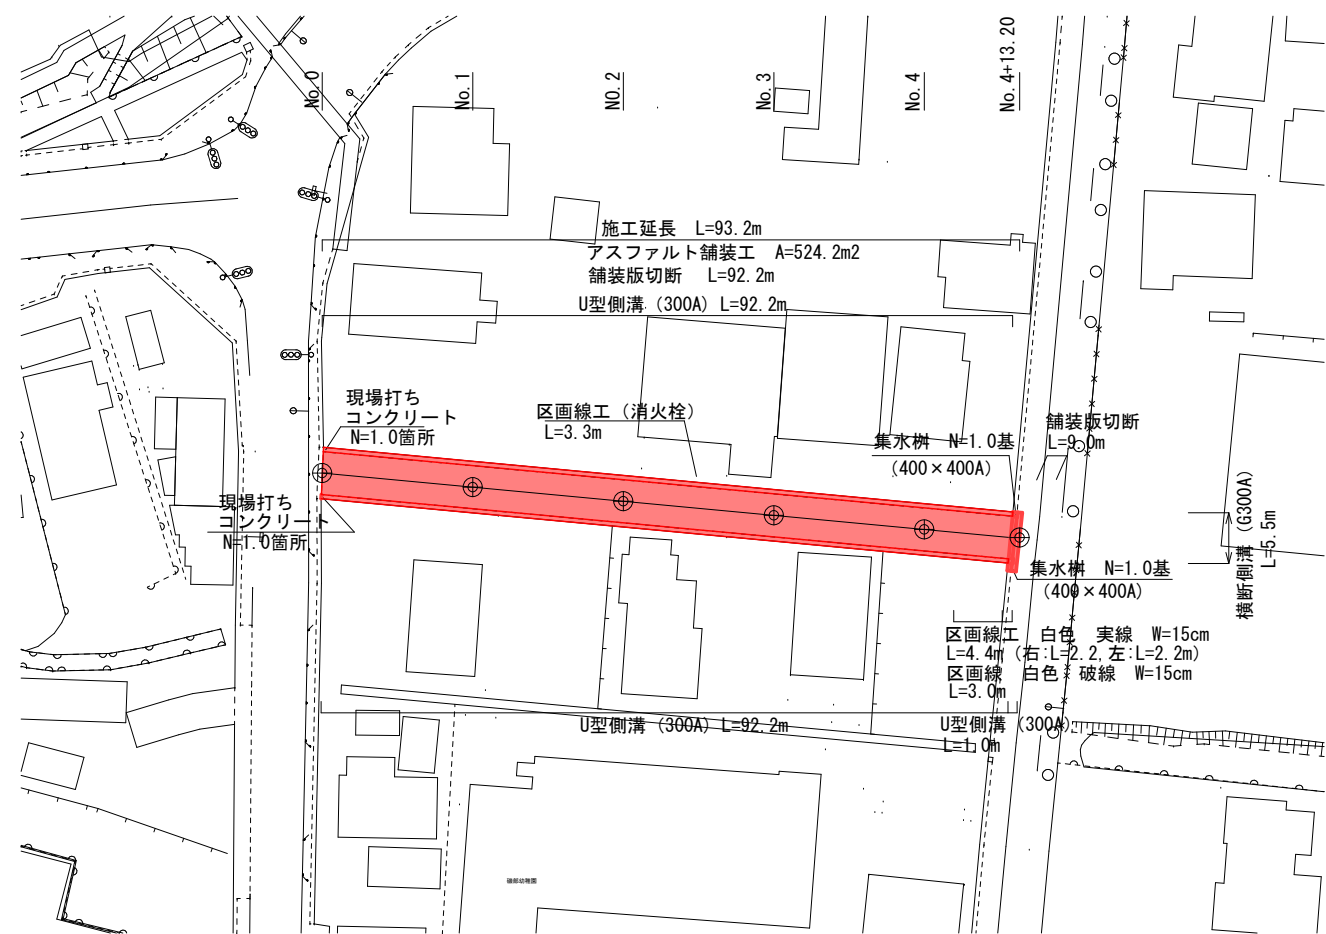 No.0
No.1
NO.2
No.3
No.4
No.4+13.20
施工延長 L=93.2m
アスファルト舗装工 A=524.2m2
舗装版切断 L=92.2m
U型側溝（300A）L=92.2m
現場打ち
コンクリート
N=1.0箇所
区画線工（消火栓）
L=3.3m
集水桝 N=1.0基
（400×400A）
舗装版切断
L=9.0m
現場打ち
コンクリート
N=1.0箇所
横断側溝（G300A）
L=5.5m
集水桝 N=1.0基
（400×400A）
区画線工 白色 実線 W=15cm
L=4.4m（右:L=2.2,左:L=2.2m）
区画線 白色 破線 W=15cm
L=3.0m
U型側溝（300A）L=92.2m
U型側溝（300A）
L=1.0m
磯部幼稚園